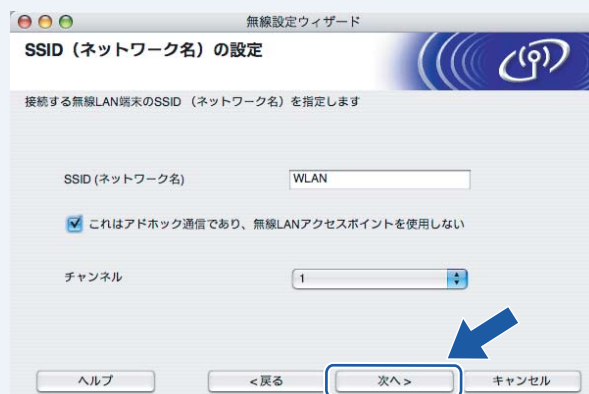 無線設定ウィザード
SSID（ネットワーク名）の設定
接続する無線LAN端末のSSID （ネットワーク名）を指定します
SSID (ネットワーク名) WLAN
これはアドホック通信であり、無線LANアクセスポイントを使用しない
チャンネル 1
ヘルプ <戻る 次へ> キャンセル